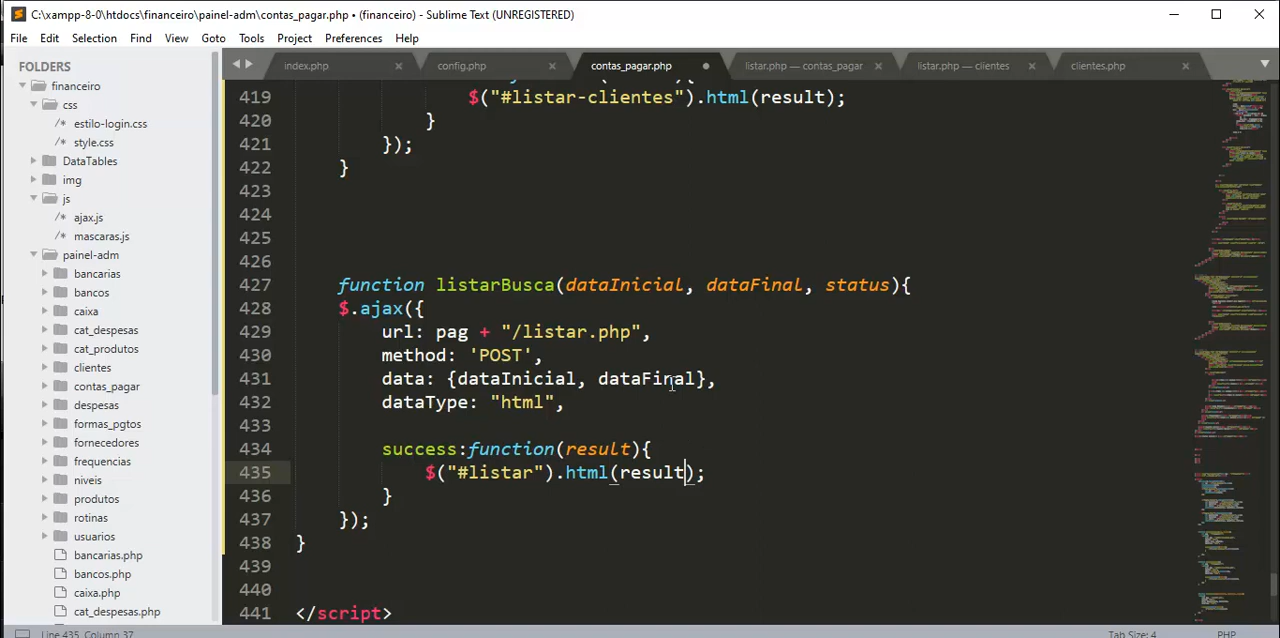 C:\xampp-8-0\htdocs\financeiro\painel-adm\contas_pagar.php • (financeiro) - Sublime Text (UNREGISTERED)
File Edit Selection Find View Goto Tools Project Preferences Help
FOLDERS
financeiro
css
/* estilo-login.css
/* style.css
DataTables
img
js
/* ajax.js
/* mascaras.js
painel-adm
bancarias
bancos
caixa
cat_despesas
cat_produtos
clientes
contas_pagar
despesas
formas_pgtos
fornecedores
frequencias
niveis
produtos
rotinas
usuarios
bancarias.php
bancos.php
caixa.php
cat_despesas.php
index.php config.php contas_pagar.php listar.php — contas_pagar listar.php — clientes clientes.php
419 $("#listar-clientes").html(result);
420 }
421 });
422 }
423
424
425
426
427 function listarBusca(dataInicial, dataFinal, status){
428 $.ajax({
429 url: pag + "/listar.php",
430 method: 'POST',
431 data: {dataInicial, dataFinal},
432 dataType: "html",
433
434 success:function(result){
435 $("#listar").html(result);
436 }
437 });
438 }
439
440
441 </script>
Line 435, Column 37 Tab Size: 4 PHP